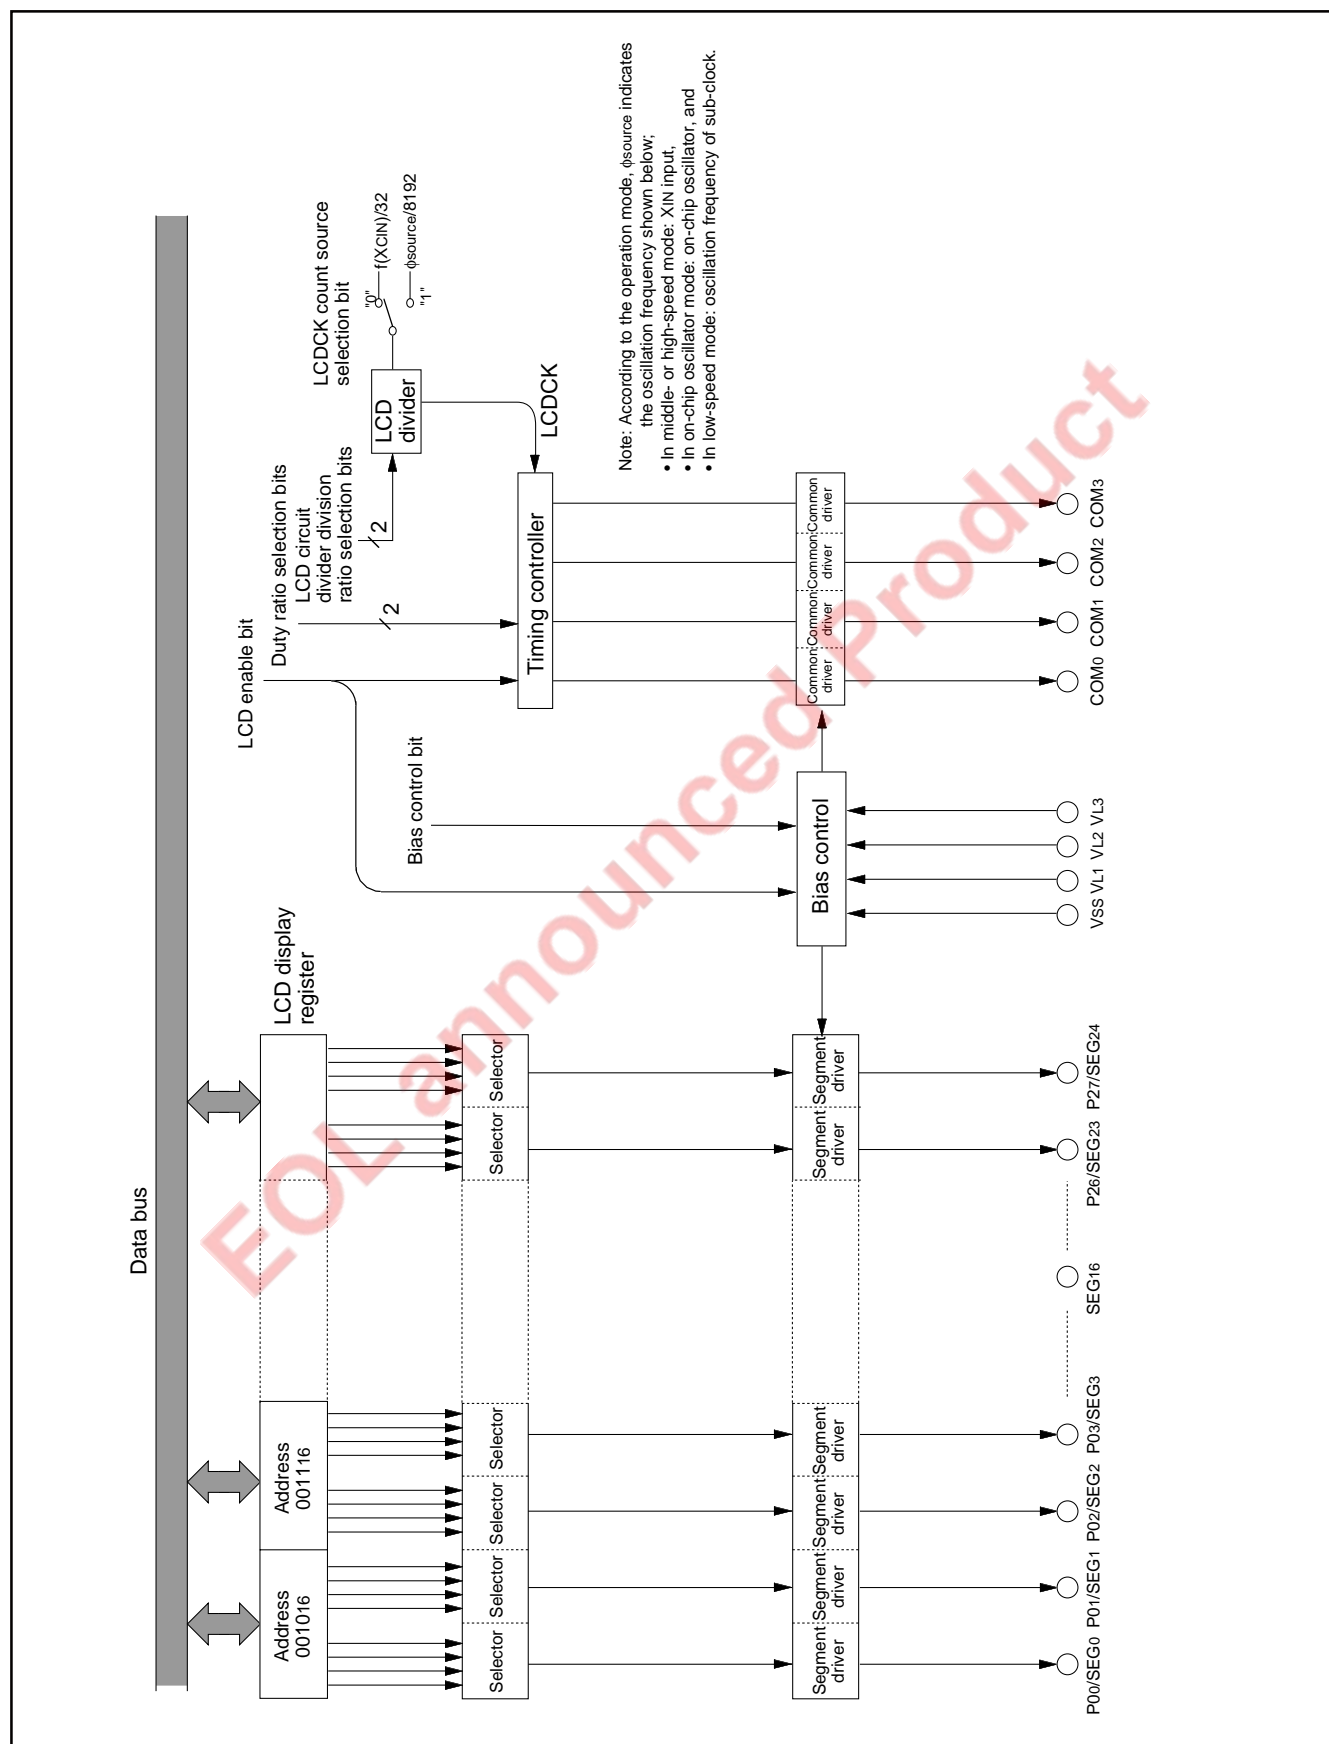 Data bus
LCD enable bit
Duty ratio selection bits
LCD circuit
divider division
ratio selection bits
LCDCK count source
selection bit
"0"
f(XCIN)/32
φsource/8192
"1"
2
2
LCD
divider
LCDCK
LCD display
register
Bias control bit
Address
001016
Address
001116
Timing controller
Note: According to the operation mode, φsource indicates
the oscillation frequency shown below;
• In middle- or high-speed mode: XIN input,
• In on-chip oscillator mode: on-chip oscillator, and
• In low-speed mode: oscillation frequency of sub-clock.
Selector
Selector
Selector
Selector
Selector
Selector
Segment
driver
Segment
driver
Segment
driver
Segment
driver
Segment
driver
Segment
driver
Bias control
Common
driver
Common
driver
Common
driver
Common
driver
P00/SEG0
P01/SEG1
P02/SEG2
P03/SEG3
SEG16
P26/SEG23
P27/SEG24
VSS
VL1
VL2
VL3
COM0
COM1
COM2
COM3
EOL announced Product